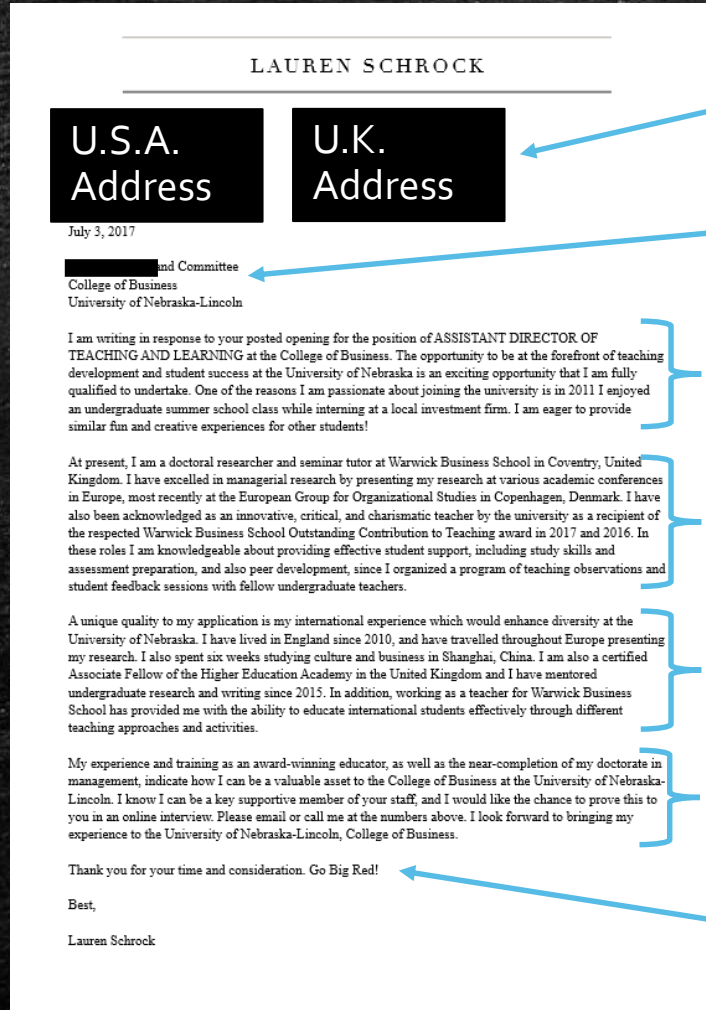 LAUREN SCHROCK
U.S.A.
Address
U.K.
Address
July 3, 2017
and Committee
College of Business
University of Nebraska-Lincoln
I am writing in response to your posted opening for the position of ASSISTANT DIRECTOR OF
TEACHING AND LEARNING at the College of Business. The opportunity to be at the forefront of teaching
development and student success at the University of Nebraska is an exciting opportunity that I am fully
qualified to undertake. One of the reasons I am passionate about joining the university is in 2011 I enjoyed
an undergraduate summer school class while interning at a local investment firm. I am eager to provide
similar fun and creative experiences for other students!
At present, I am a doctoral researcher and seminar tutor at Warwick Business School in Coventry, United
Kingdom. I have excelled in managerial research by presenting my research at various academic conferences
in Europe, most recently at the European Group for Organizational Studies in Copenhagen, Denmark. I have
also been acknowledged as an innovative, critical, and charismatic teacher by the university as a recipient of
the respected Warwick Business School Outstanding Contribution to Teaching award in 2017 and 2016. In
these roles I am knowledgeable about providing effective student support, including study skills and
assessment preparation, and also peer development, since I organized a program of teaching observations and
student feedback sessions with fellow undergraduate teachers.
A unique quality to my application is my international experience which would enhance diversity at the
University of Nebraska. I have lived in England since 2010, and have travelled throughout Europe presenting
my research. I also spent six weeks studying culture and business in Shanghai, China. I am also a certified
Associate Fellow of the Higher Education Academy in the United Kingdom and I have mentored
undergraduate research and writing since 2015. In addition, working as a teacher for Warwick Business
School has provided me with the ability to educate international students effectively through different
teaching approaches and activities.
My experience and training as an award-winning educator, as well as the near-completion of my doctorate in
management, indicate how I can be a valuable asset to the College of Business at the University of Nebraska-
Lincoln. I know I can be a key supportive member of your staff, and I would like the chance to prove this to
you in an online interview. Please email or call me at the numbers above. I look forward to bringing my
experience to the University of Nebraska-Lincoln, College of Business.
Thank you for your time and consideration. Go Big Red!
Best,
Lauren Schrock